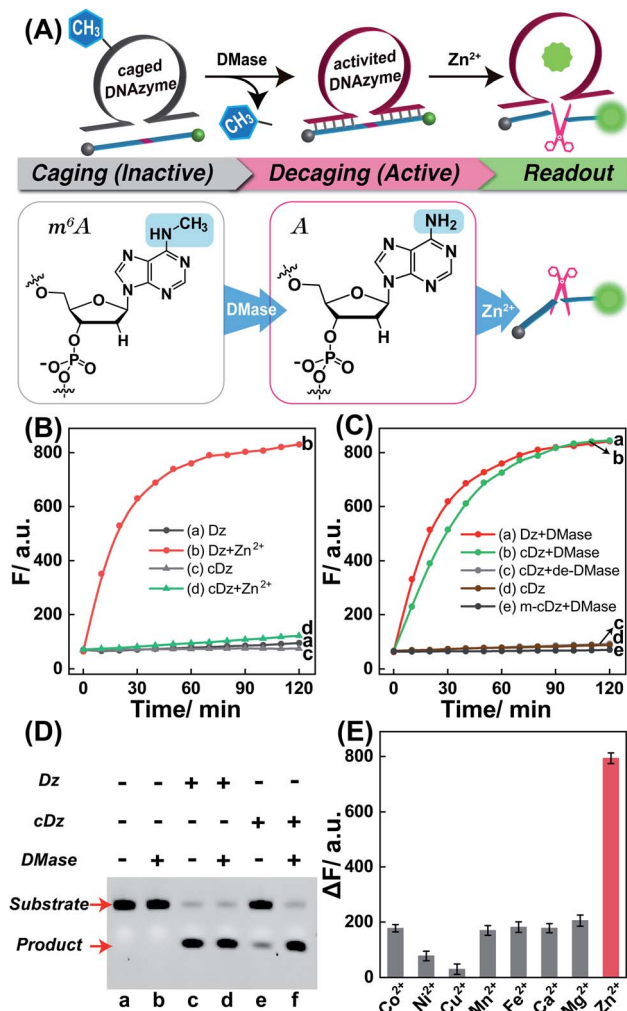 (A)
CH₃
caged
DNAzyme
DMase
CH₃
activited
DNAzyme
Zn²⁺
Caging (Inactive)
Decaging (Active)
Readout
m⁶A
HN
CH₃
N
N
N
N
O
O
H
O
⁻O
P
O
O
DMase
A
NH₂
N
N
N
N
O
O
H
O
⁻O
P
O
O
Zn²⁺
(B)
F/ a.u.
800
600
400
200
0
b
(a) Dz
(b) Dz+Zn²⁺
(c) cDz
(d) cDz+Zn²⁺
d
a
c
0 30 60 90 120
Time/ min
(C)
F/ a.u.
800
600
400
200
0
a
b
(a) Dz+DMase
(b) cDz+DMase
(c) cDz+de-DMase
(d) cDz
(e) m-cDz+DMase
c
d
e
0 30 60 90 120
Time/ min
(D)
Dz - - + + - -
cDz - - - - + +
DMase - + - + - +
Substrate
Product
a b c d e f
(E)
ΔF/ a.u.
800
600
400
200
0
Co²⁺ Ni²⁺ Cu²⁺ Mn²⁺ Fe²⁺ Ca²⁺ Mg²⁺ Zn²⁺